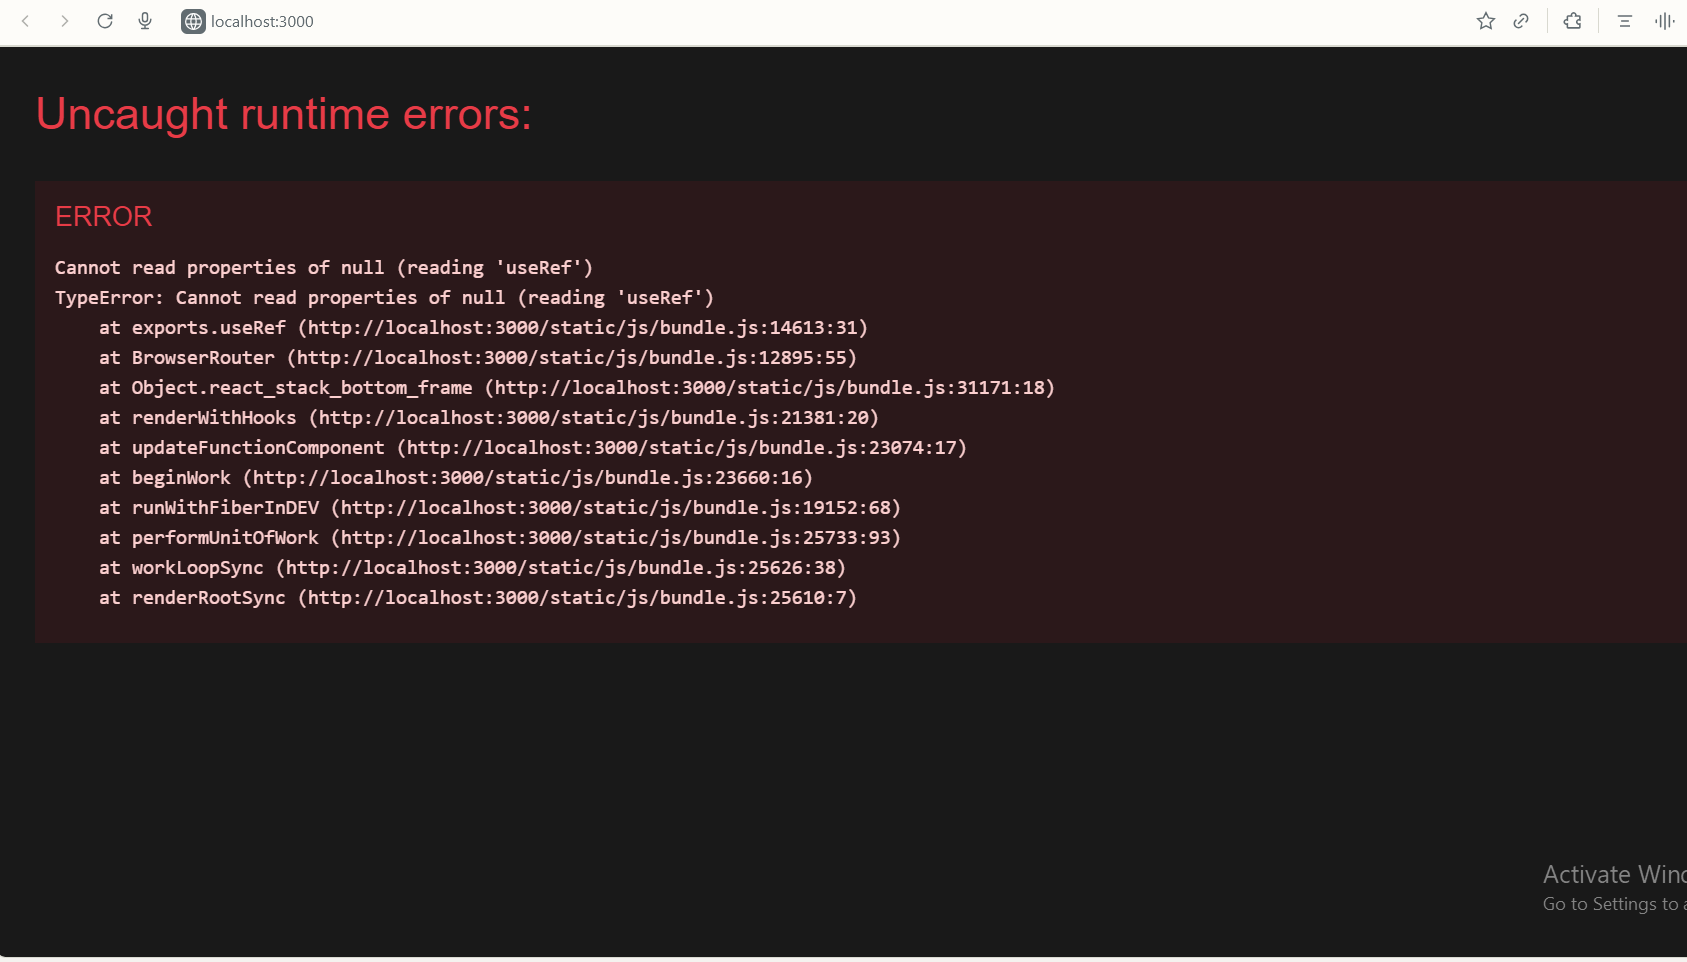 localhost:3000
Uncaught runtime errors:
ERROR
Cannot read properties of null (reading 'useRef')
TypeError: Cannot read properties of null (reading 'useRef')
at exports.useRef (http://localhost:3000/static/js/bundle.js:14613:31)
at BrowserRouter (http://localhost:3000/static/js/bundle.js:12895:55)
at Object.react_stack_bottom_frame (http://localhost:3000/static/js/bundle.js:31171:18)
at renderWithHooks (http://localhost:3000/static/js/bundle.js:21381:20)
at updateFunctionComponent (http://localhost:3000/static/js/bundle.js:23074:17)
at beginWork (http://localhost:3000/static/js/bundle.js:23660:16)
at runWithFiberInDEV (http://localhost:3000/static/js/bundle.js:19152:68)
at performUnitOfWork (http://localhost:3000/static/js/bundle.js:25733:93)
at workLoopSync (http://localhost:3000/static/js/bundle.js:25626:38)
at renderRootSync (http://localhost:3000/static/js/bundle.js:25610:7)
Activate
Go to Settings to